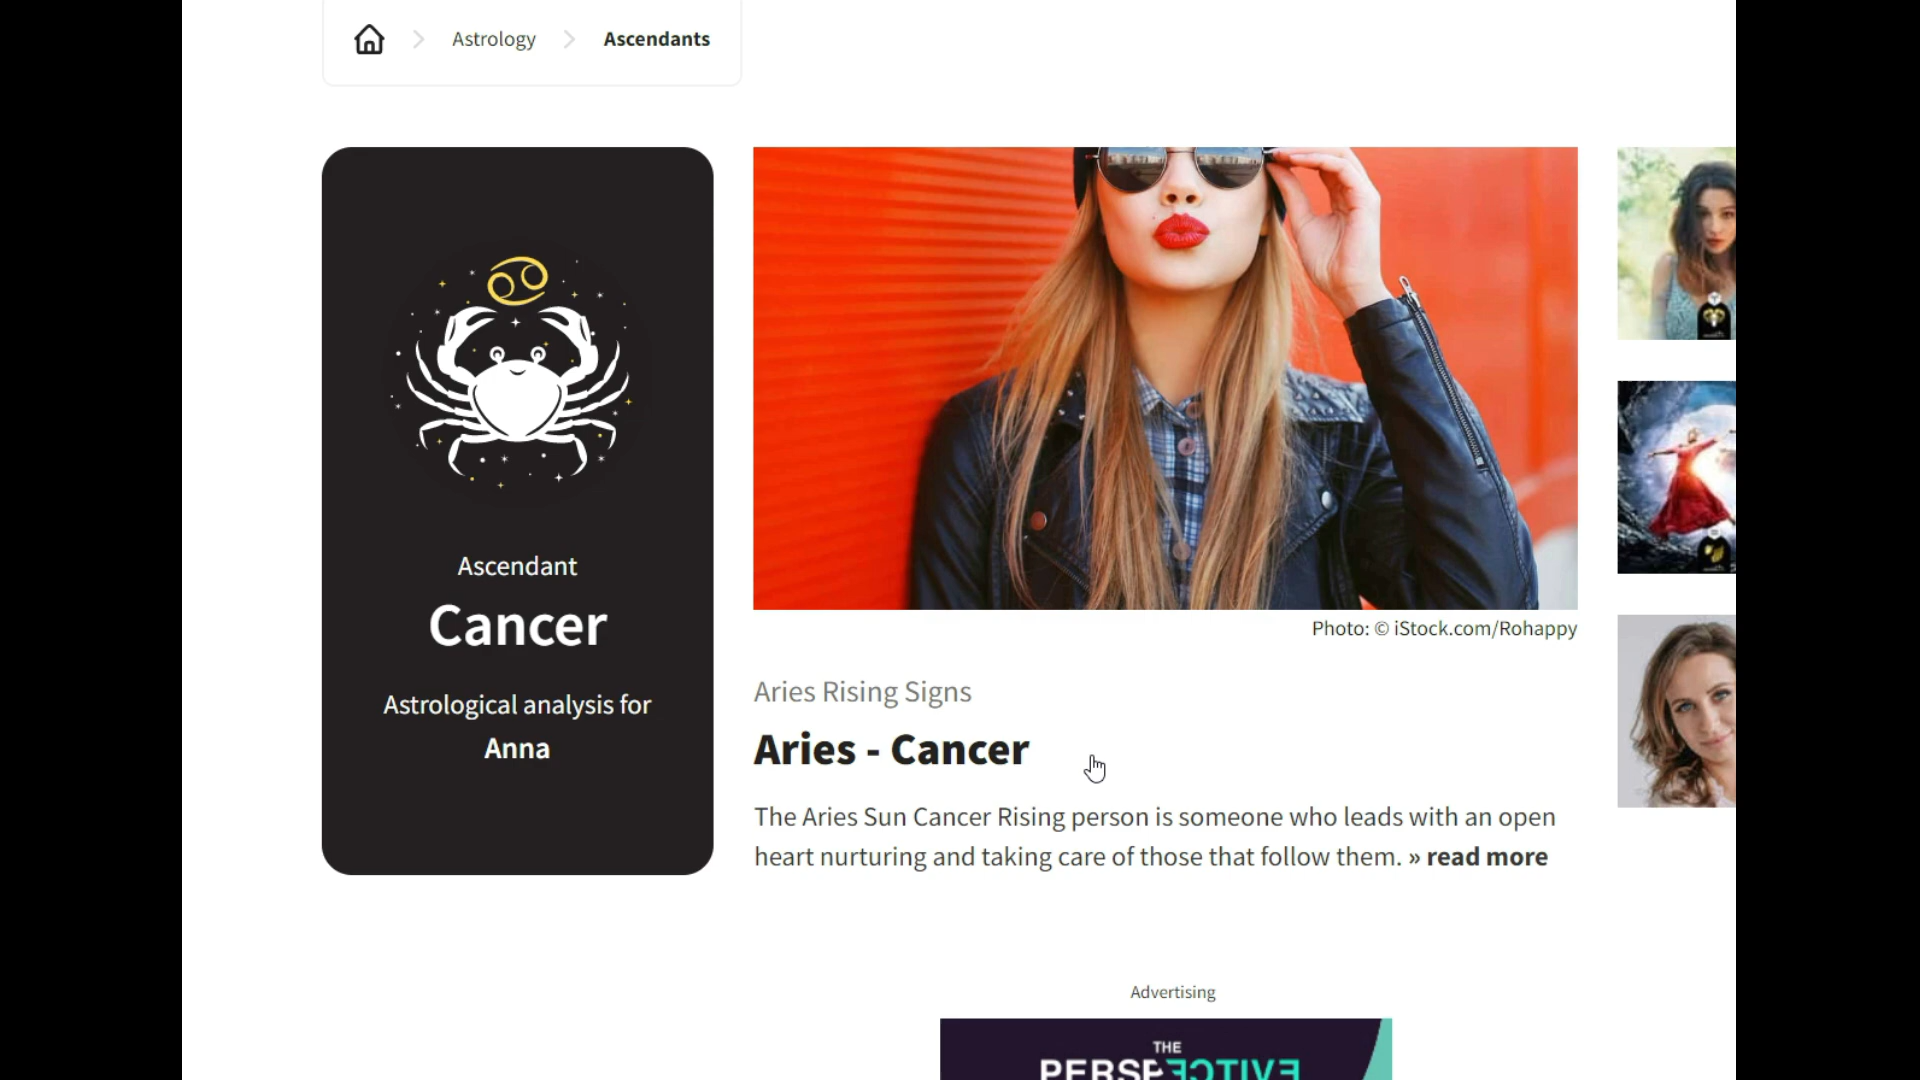 Astrology
Ascendants
Ascendant
Cancer
Astrological analysis for
Anna
Photo: © iStock.com/Rohappy
Aries Rising Signs
Aries - Cancer
The Aries Sun Cancer Rising person is someone who leads with an open
heart nurturing and taking care of those that follow them. » read more
Advertising
THE
PERSPECTIVE